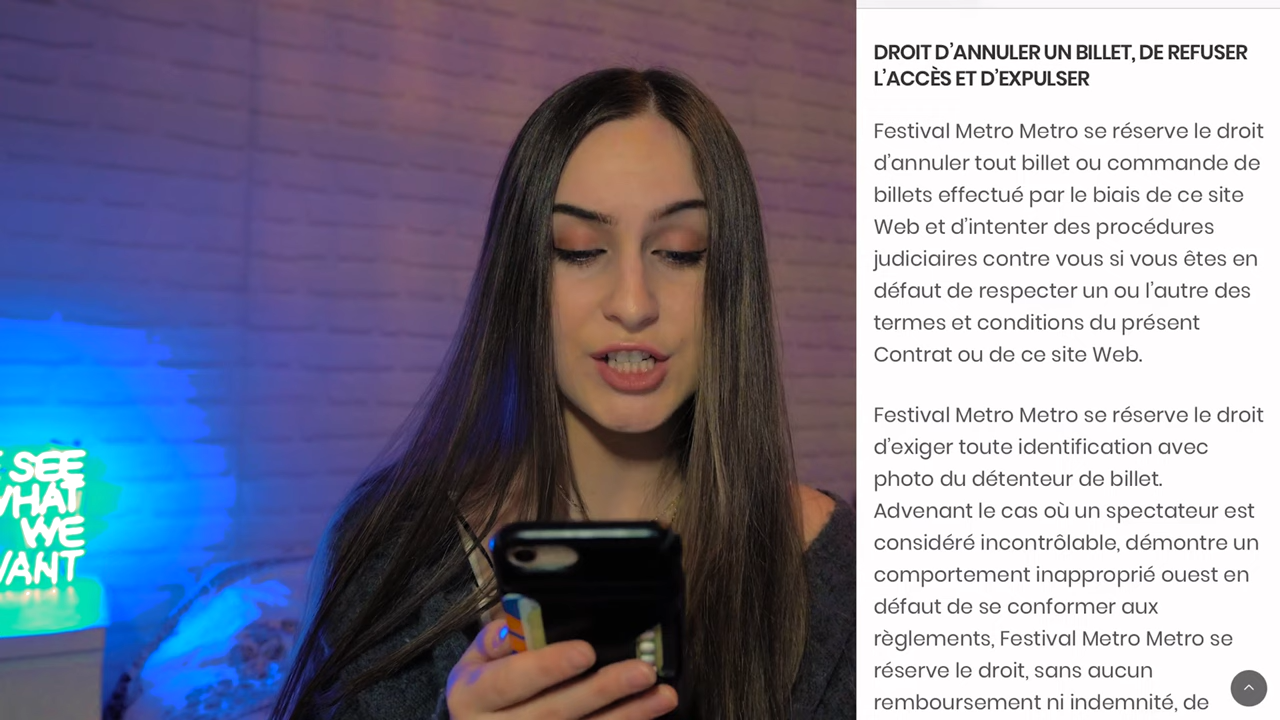 SEE
WHAT
WE
WANT
DROIT D’ANNULER UN BILLET, DE REFUSER
L’ACCÈS ET D’EXPULSER
Festival Metro Metro se réserve le droit
d’annuler tout billet ou commande de
billets effectué par le biais de ce site
Web et d’intenter des procédures
judiciaires contre vous si vous êtes en
défaut de respecter un ou l’autre des
termes et conditions du présent
Contrat ou de ce site Web.
Festival Metro Metro se réserve le droit
d’exiger toute identification avec
photo du détenteur de billet.
Advenant le cas où un spectateur est
considéré incontrôlable, démontre un
comportement inapproprié ouest en
défaut de se conformer aux
règlements, Festival Metro Metro se
réserve le droit, sans aucun
remboursement ni indemnité, de